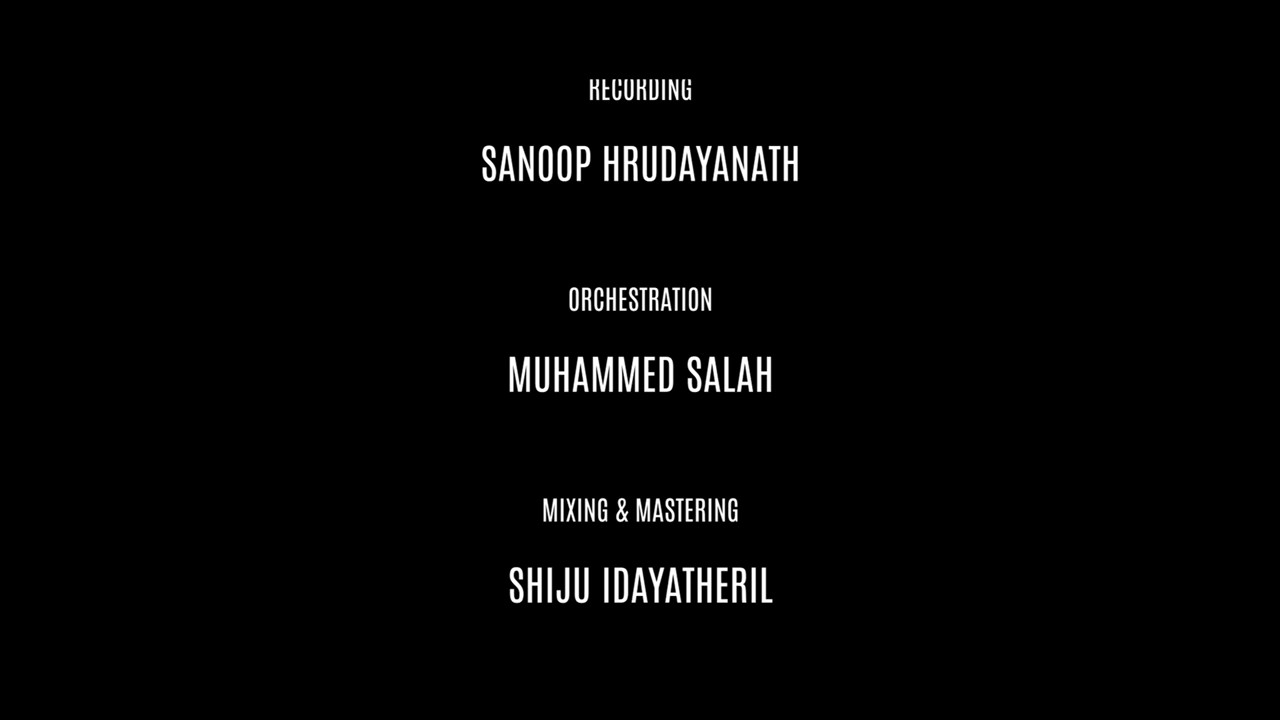 RECORDING
SANOOP HRUDAYANATH
ORCHESTRATION
MUHAMMED SALAH
MIXING & MASTERING
SHIJU IDAYATHERIL